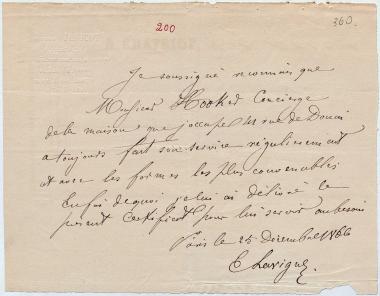 200
360.
Je soussigné reconnais que
Monsieur Hooked Concierge
de la maison que j'occupe rue de Douai
a toujours fait son service régulièrement
et avec les formes les plus convenables
En foi de quoi je lui ai délivré le
présent Certificat pour lui servir au besoin
Paris le 25 Décembre 1866
E Lavigne.